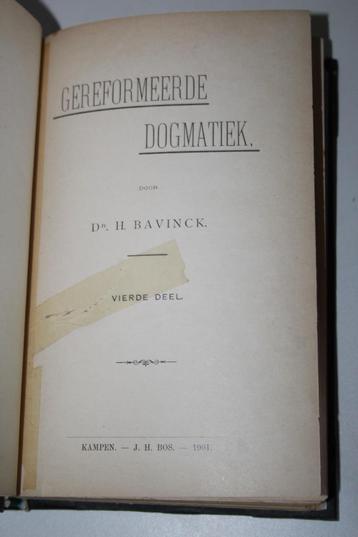 GEREFORMEERDE
DOGMATIEK.
DOOR
Dr. H. BAVINCK.
VIERDE DEEL.
KAMPEN. — J. H. BOS. — 1901.